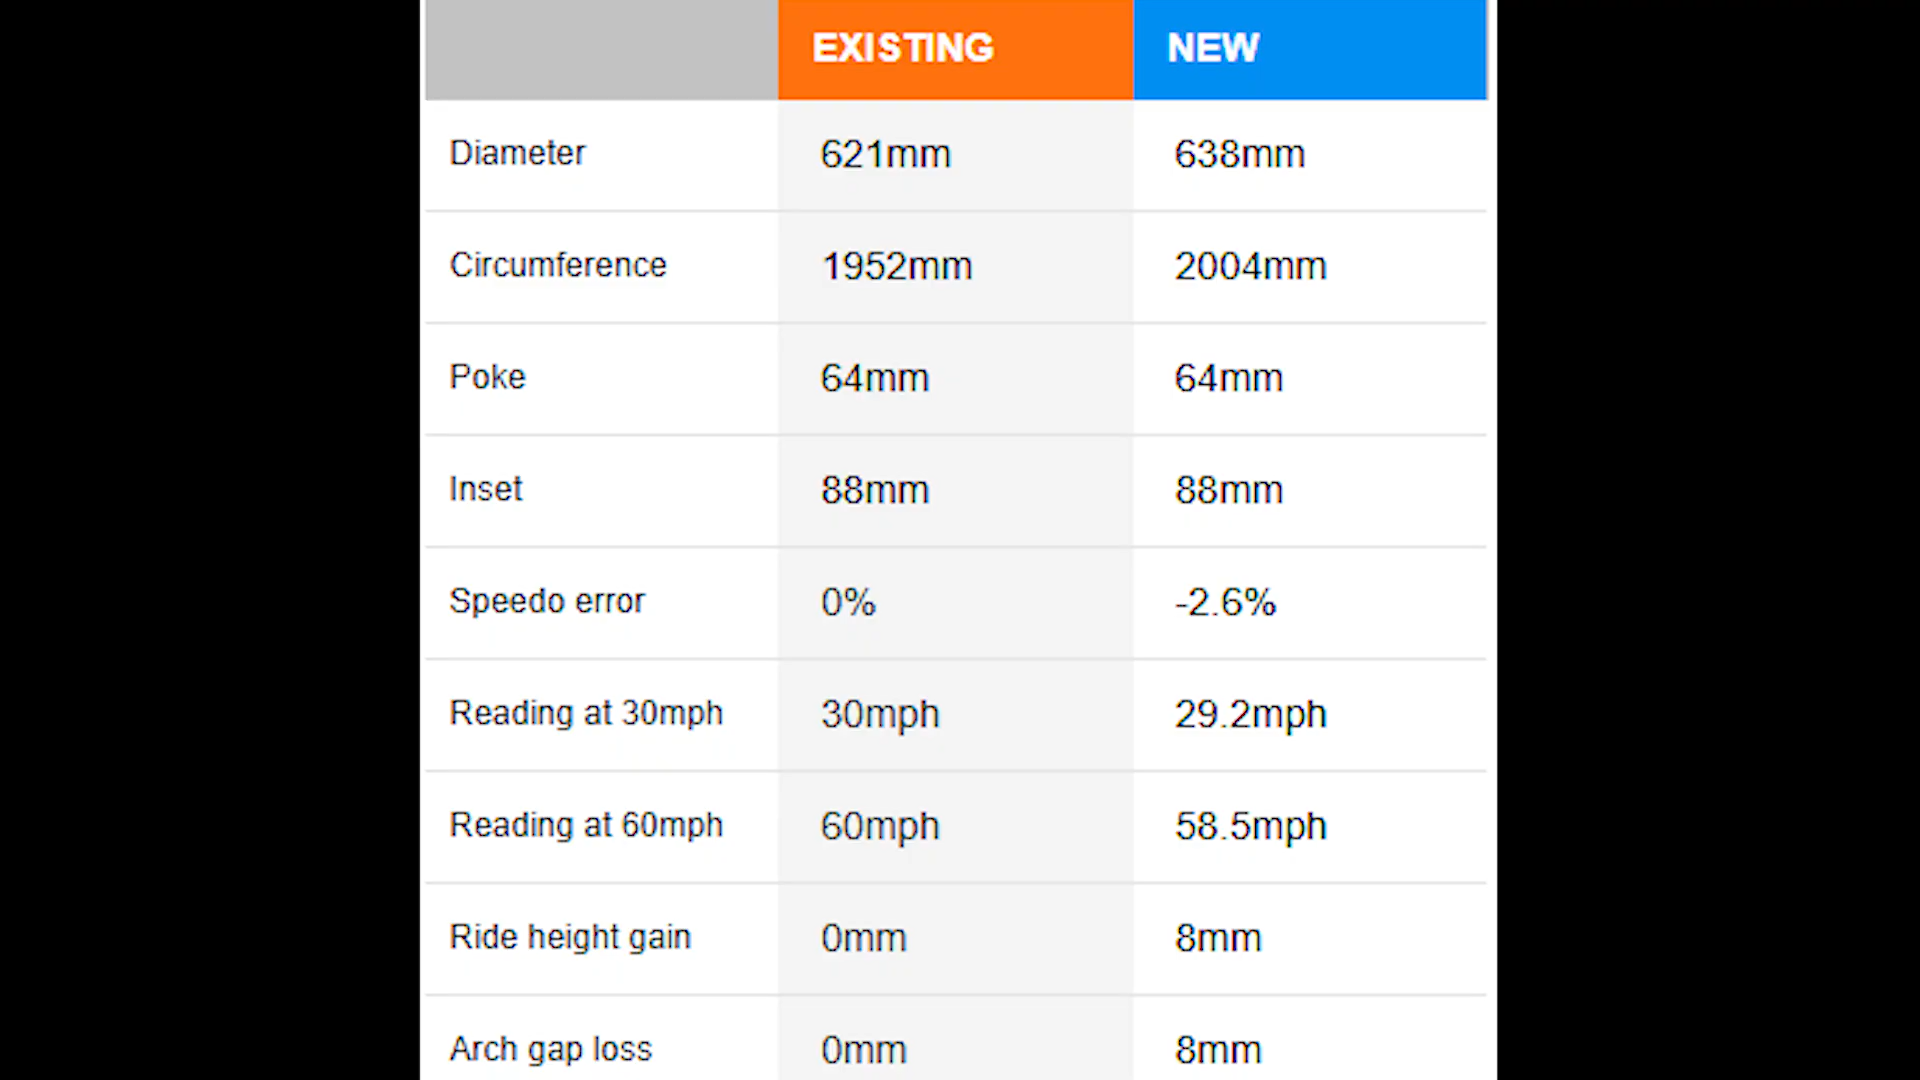 EXISTING NEW
Diameter 621mm 638mm
Circumference 1952mm 2004mm
Poke 64mm 64mm
Inset 88mm 88mm
Speedo error 0% -2.6%
Reading at 30mph 30mph 29.2mph
Reading at 60mph 60mph 58.5mph
Ride height gain 0mm 8mm
Arch gap loss 0mm 8mm